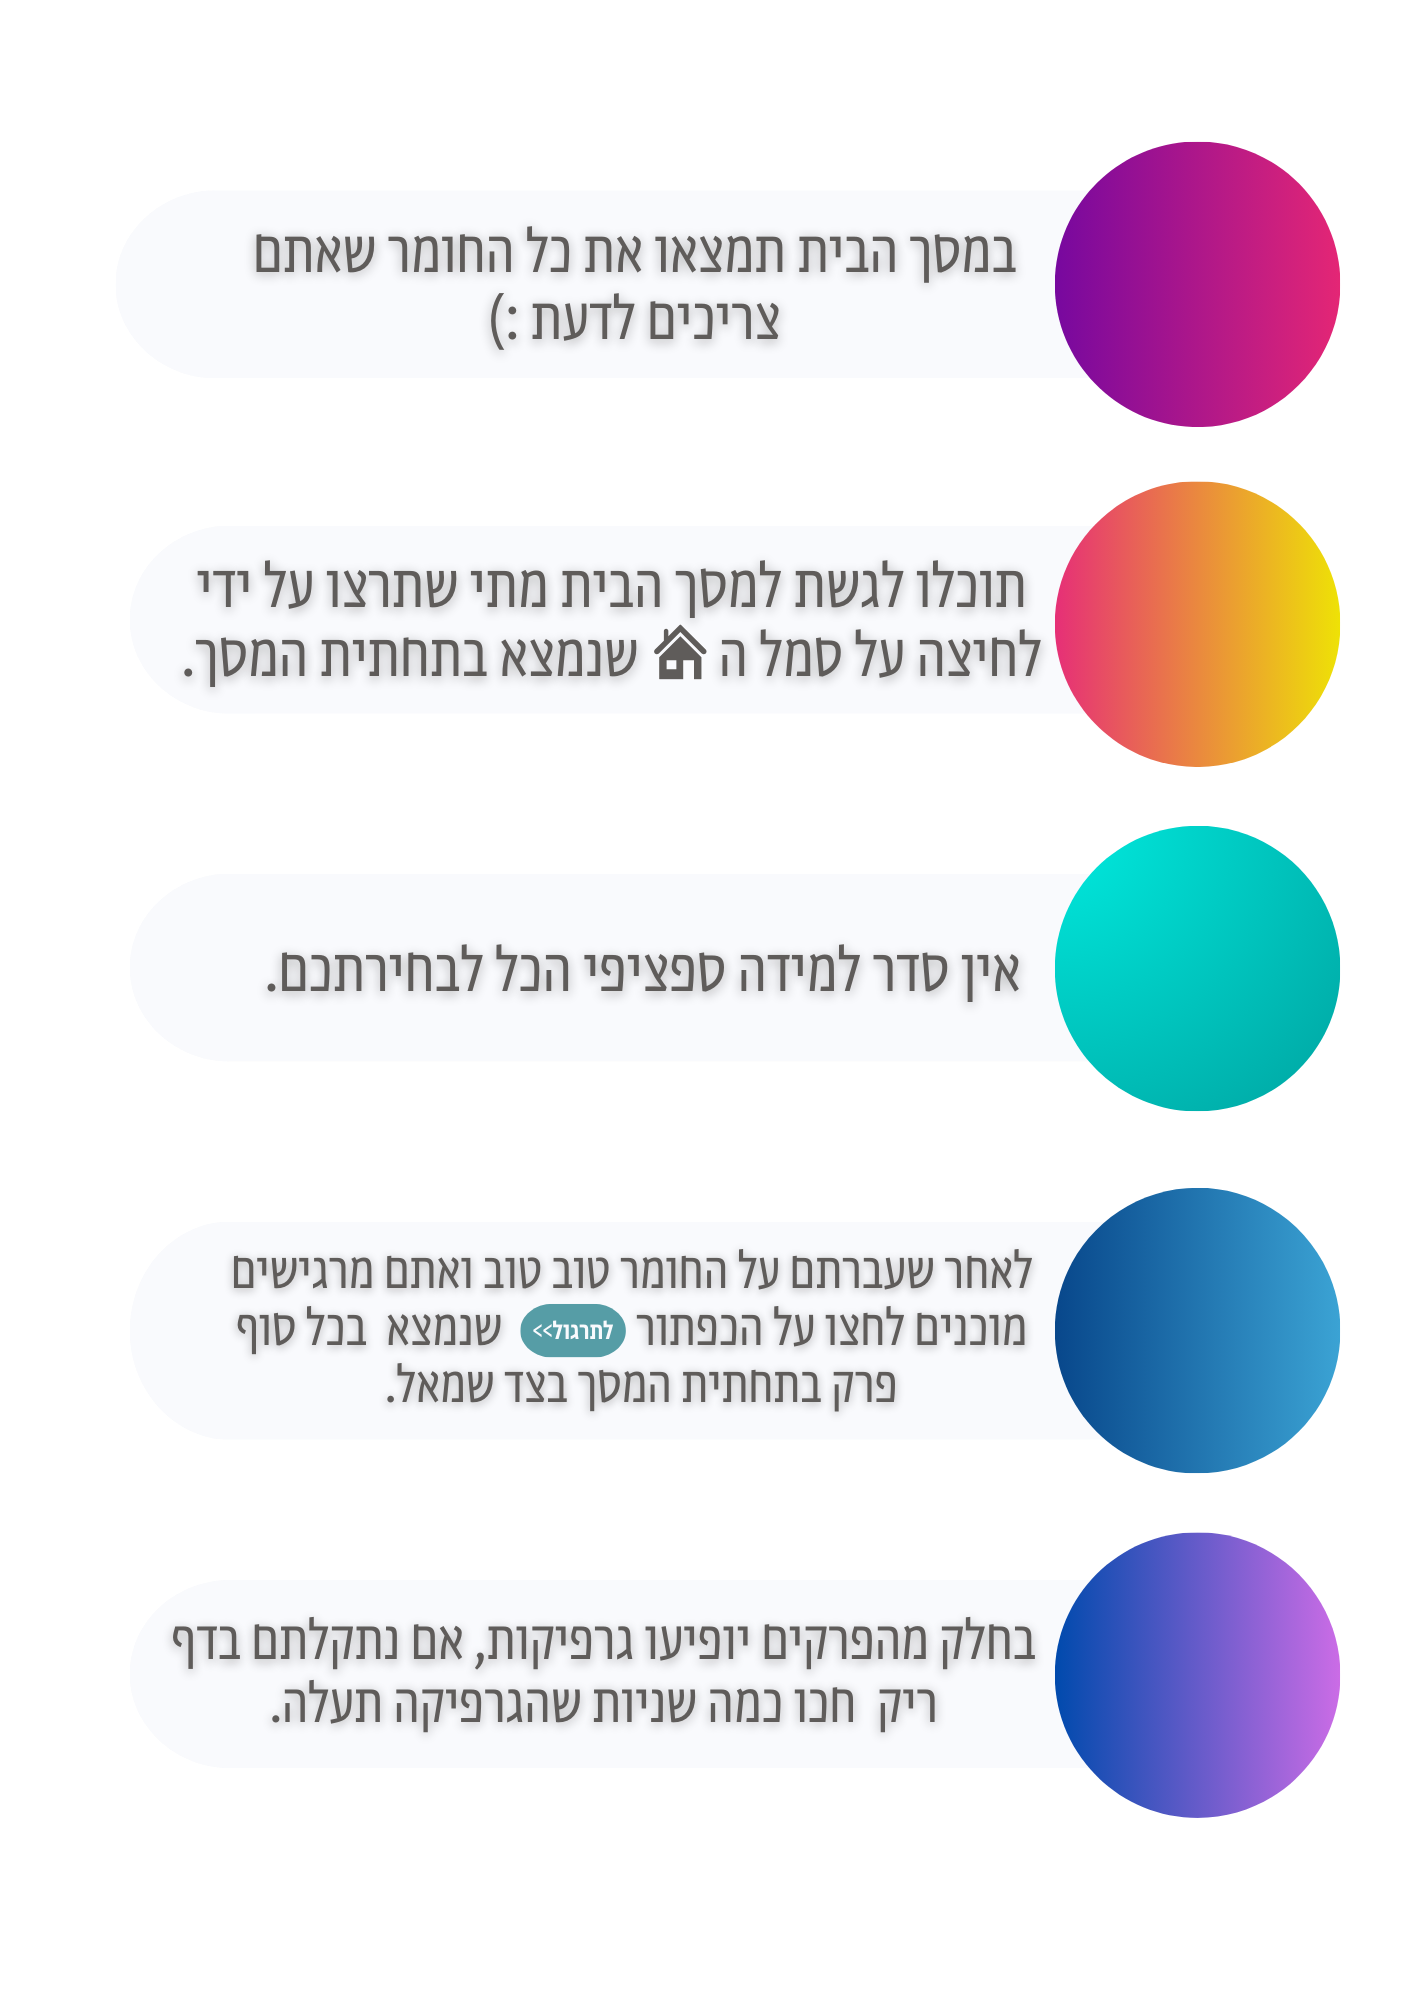 במסך הבית תמצאו את כל החומר שאתם
צריכים לדעת :)
תוכלו לגשת למסך הבית מתי שתרצו על ידי
לחיצה על סמל ה שנמצא בתחתית המסך.
אין סדר למידה ספציפי הכל לבחירתכם.
לאחר שעברתם על החומר טוב טוב ואתם מרגישים
מוכנים לחצו על הכפתור לתרגול>> שנמצא בכל סוף
פרק בתחתית המסך בצד שמאל.
בחלק מהפרקים יופיעו גרפיקות, אם נתקלתם בדף
ריק חכו כמה שניות שהגרפיקה תעלה.